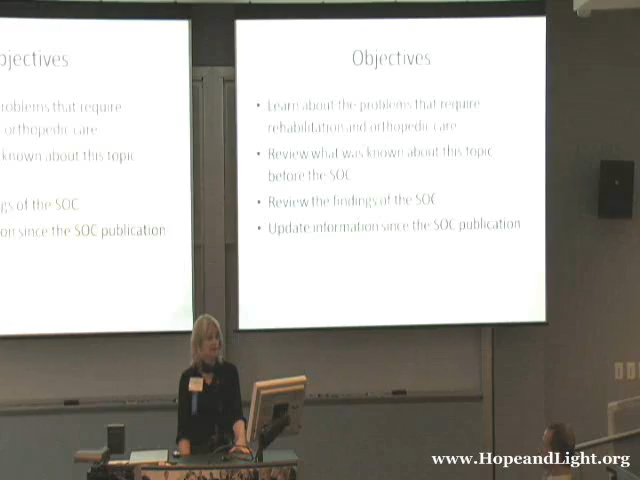 bjectives
roblems that require
orthopedic care
known about this topic
gs of the SOC
on since the SOC publication
Objectives
• Learn about the problems that require
rehabilitation and orthopedic care
• Review what was known about this topic
before the SOC
• Review the findings of the SOC
• Update information since the SOC publication
www.HopeandLight.org